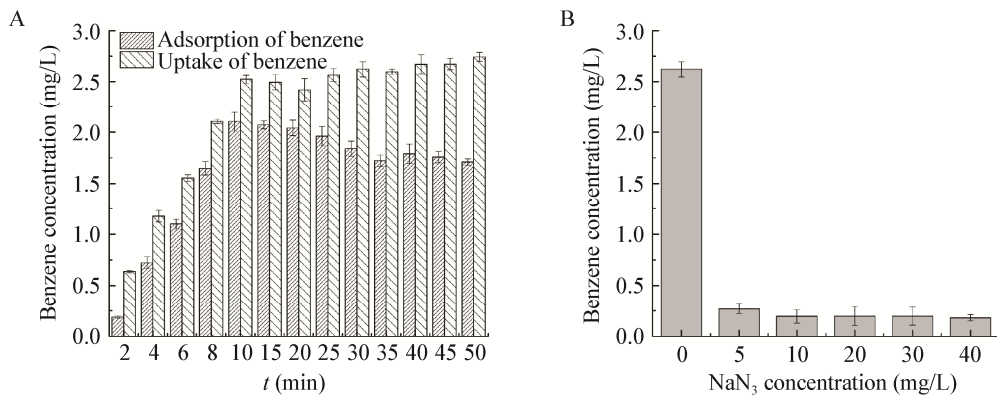 A
Benzene concentration (mg/L)
3.0
2.5
2.0
1.5
1.0
0.5
0.0
Adsorption of benzene
Uptake of benzene
2 4 6 8 10 15 20 25 30 35 40 45 50
t (min)
B
Benzene concentration (mg/L)
3.0
2.5
2.0
1.5
1.0
0.5
0.0
0 5 10 20 30 40
NaN₃ concentration (mg/L)